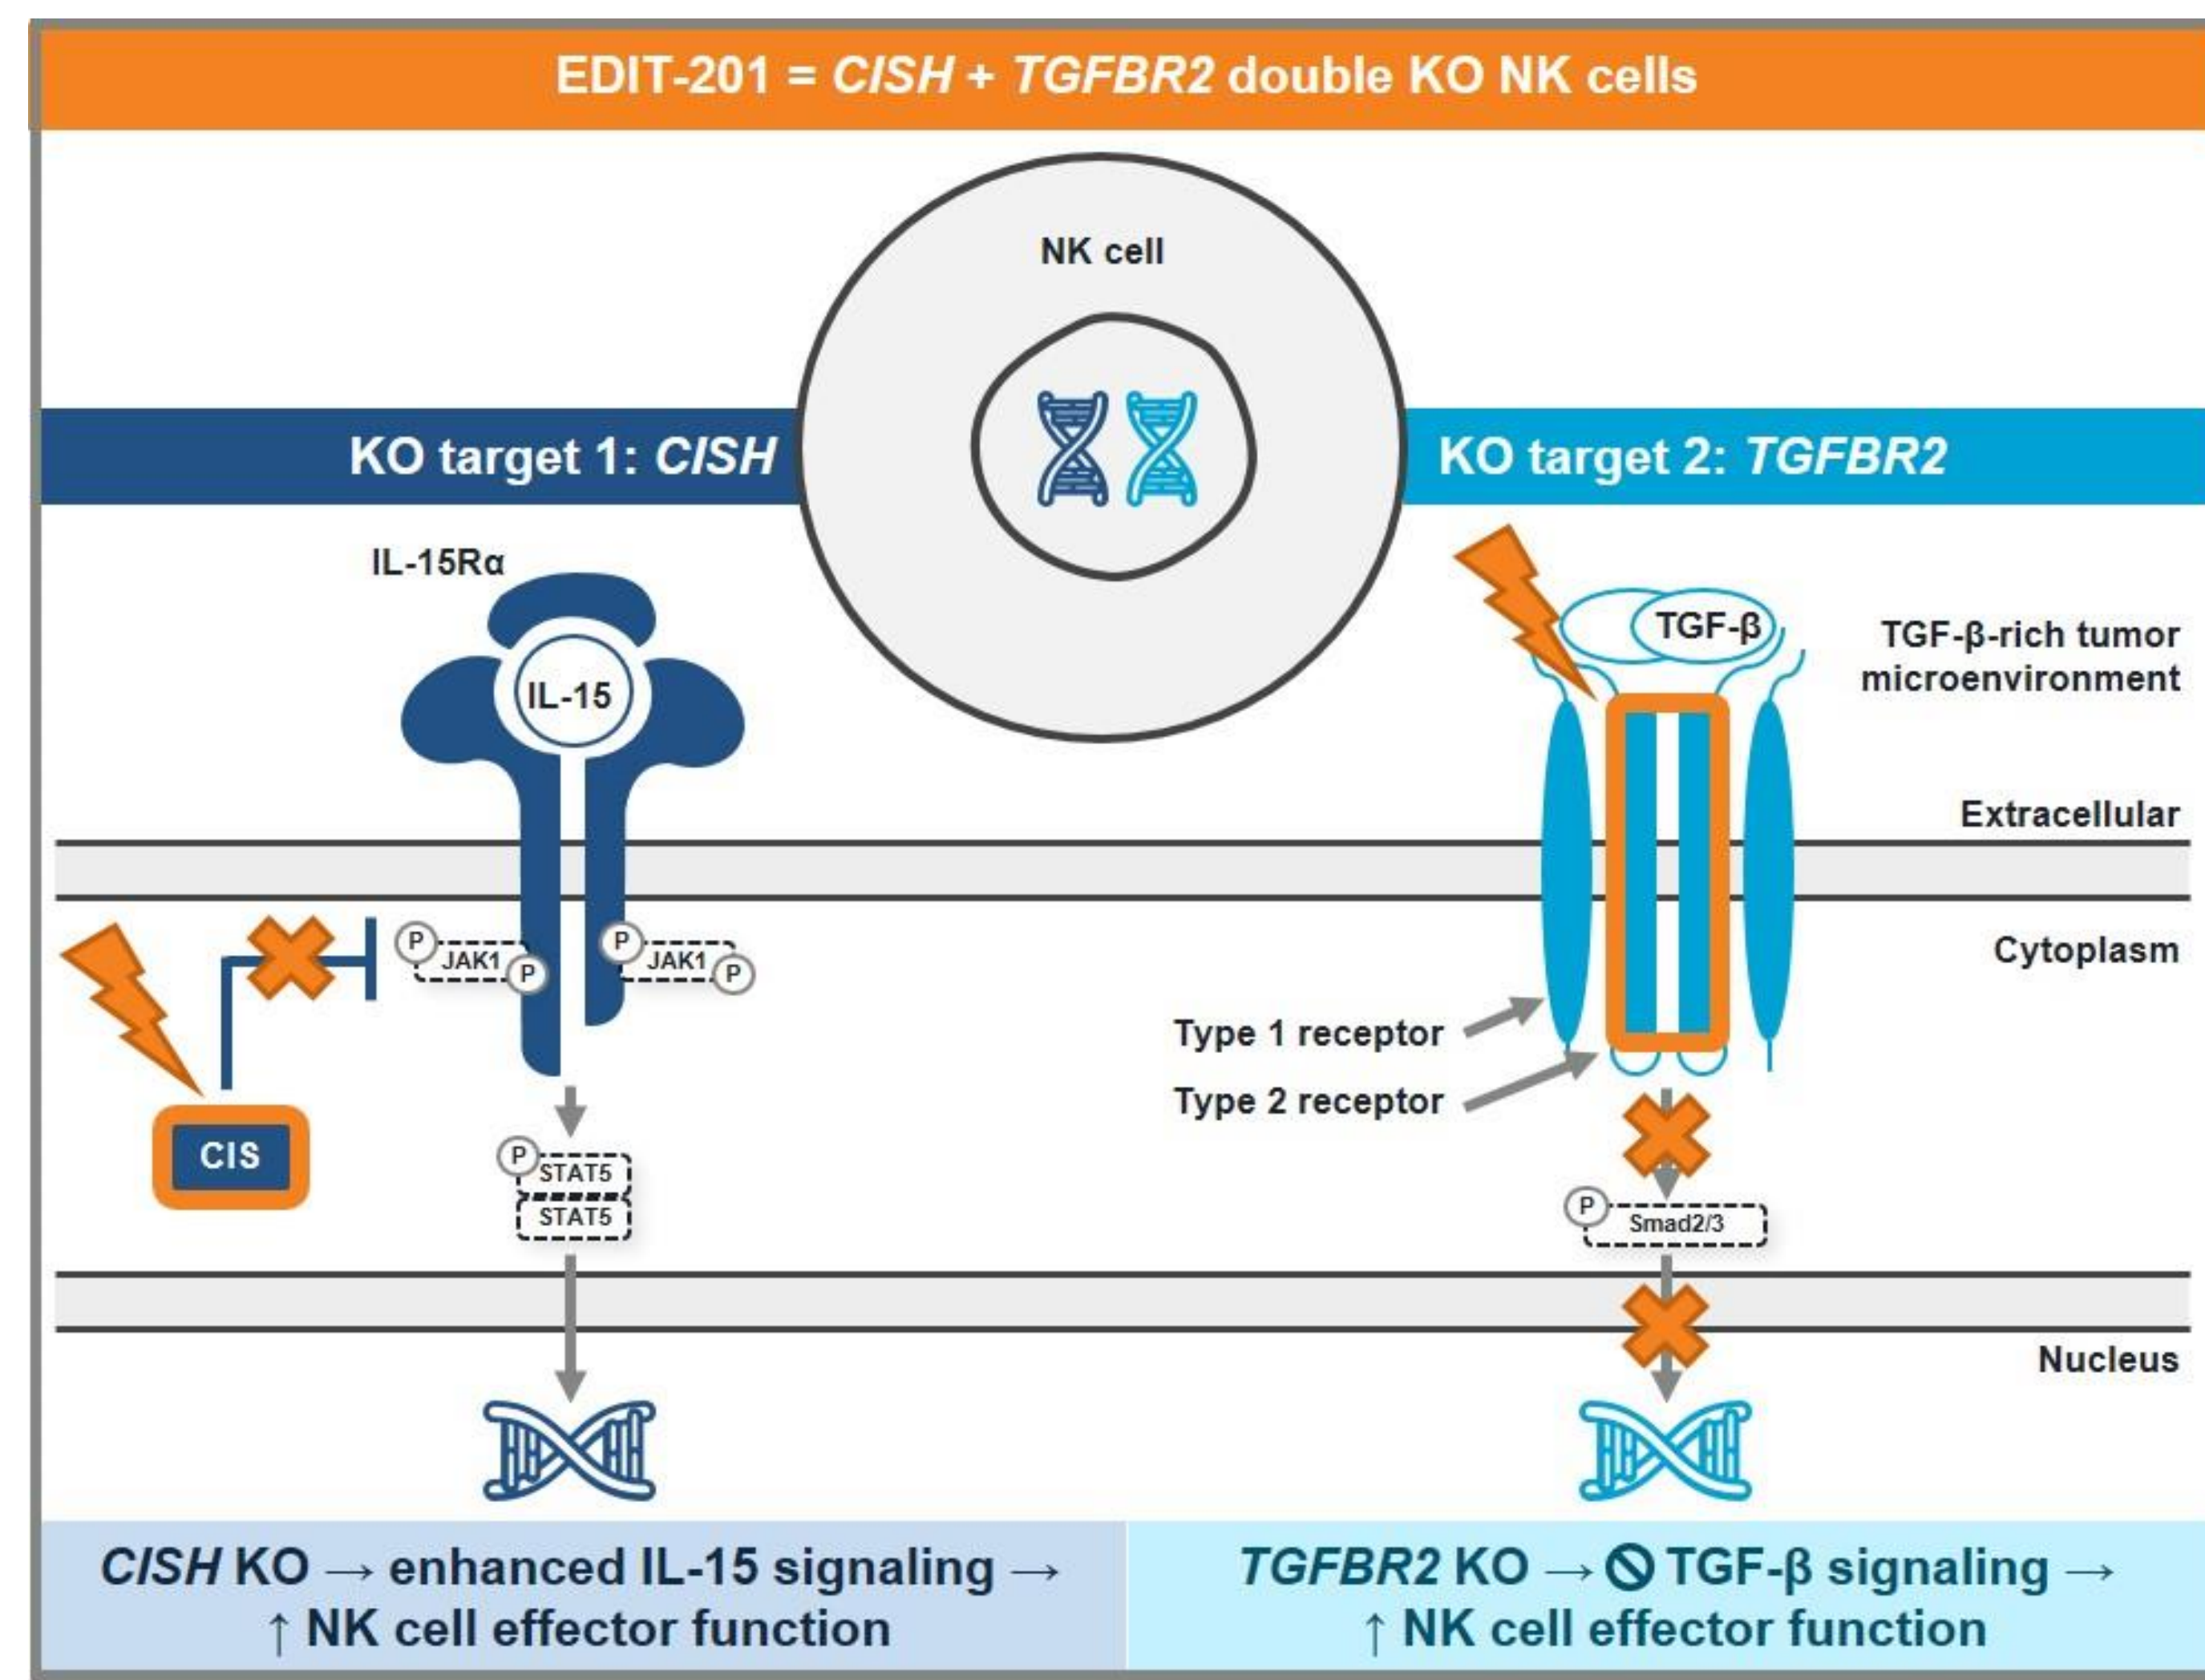 EDIT-201 = CISH + TGFBR2 double KO NK cells
NK cell
KO target 1: CISH
KO target 2: TGFBR2
IL-15Rα
IL-15
P
JAK1
P
P
JAK1
P
CIS
P
STAT5
STAT5
TGF-β
TGF-β-rich tumor
microenvironment
Extracellular
Cytoplasm
Type 1 receptor
Type 2 receptor
P
Smad2/3
Nucleus
CISH KO → enhanced IL-15 signaling →
↑ NK cell effector function
TGFBR2 KO → 🛇 TGF-β signaling →
↑ NK cell effector function